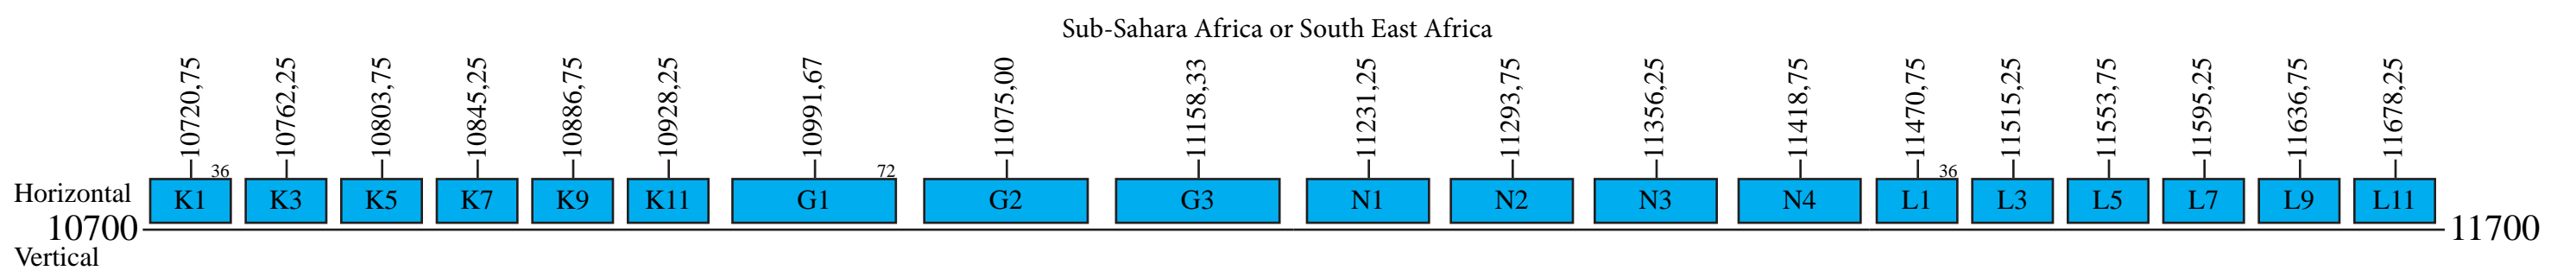 Sub-Sahara Africa or South East Africa
10720,75 10762,25 10803,75 10845,25 10886,75 10928,25 10991,67 11075,00 11158,33 11231,25 11293,75 11356,25 11418,75 11470,75 11515,25 11553,75 11595,25 11636,75 11678,25
36 72 36
Horizontal K1 K3 K5 K7 K9 K11 G1 G2 G3 N1 N2 N3 N4 L1 L3 L5 L7 L9 L11
10700 11700
Vertical